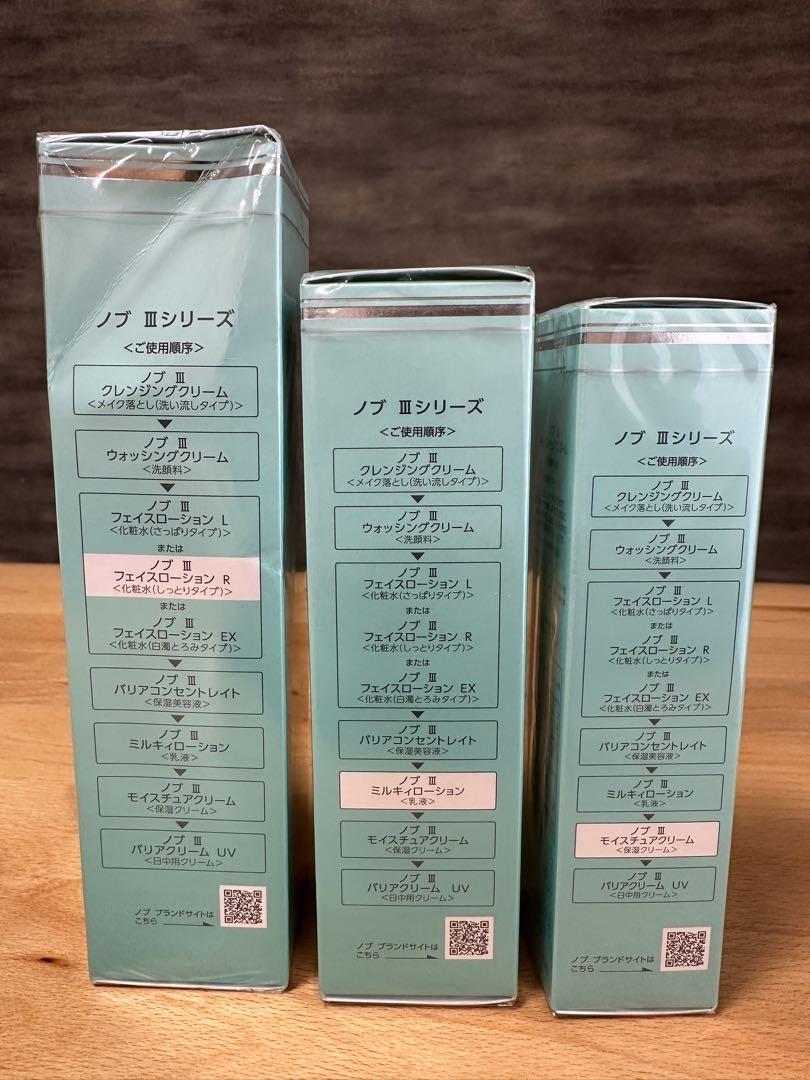 ノブ Ⅲシリーズ
<ご使用順序>
ノブ Ⅲ
クレンジングクリーム
<メイク落とし(洗い流しタイプ)>
ノブ Ⅲ
ウォッシングクリーム
<洗顔料>
ノブ Ⅲ
フェイスローション L
<化粧水(さっぱりタイプ)>
または
ノブ Ⅲ
フェイスローション R
<化粧水(しっとりタイプ)>
または
ノブ Ⅲ
フェイスローション EX
<化粧水(白濁とろみタイプ)>
ノブ Ⅲ
バリアコンセントレイト
<保湿美容液>
ノブ Ⅲ
ミルキィローション
<乳液>
ノブ Ⅲ
モイスチュアクリーム
<保湿クリーム>
ノブ Ⅲ
バリアクリーム UV
<日中用クリーム>
ノブ ブランドサイトは
こちら
ノブ Ⅲシリーズ
<ご使用順序>
ノブ Ⅲ
クレンジングクリーム
<メイク落とし(洗い流しタイプ)>
ノブ Ⅲ
ウォッシングクリーム
<洗顔料>
ノブ Ⅲ
フェイスローション L
<化粧水(さっぱりタイプ)>
または
ノブ Ⅲ
フェイスローション R
<化粧水(しっとりタイプ)>
または
ノブ Ⅲ
フェイスローション EX
<化粧水(白濁とろみタイプ)>
ノブ Ⅲ
バリアコンセントレイト
<保湿美容液>
ノブ Ⅲ
ミルキィローション
<乳液>
ノブ Ⅲ
モイスチュアクリーム
<保湿クリーム>
ノブ Ⅲ
バリアクリーム UV
<日中用クリーム>
ノブ ブランドサイトは
こちら
ノブ Ⅲシリーズ
<ご使用順序>
ノブ Ⅲ
クレンジングクリーム
<メイク落とし(洗い流しタイプ)>
ノブ Ⅲ
ウォッシングクリーム
<洗顔料>
ノブ Ⅲ
フェイスローション L
<化粧水(さっぱりタイプ)>
または
ノブ Ⅲ
フェイスローション R
<化粧水(しっとりタイプ)>
または
ノブ Ⅲ
フェイスローション EX
<化粧水(白濁とろみタイプ)>
ノブ Ⅲ
バリアコンセントレイト
<保湿美容液>
ノブ Ⅲ
ミルキィローション
<乳液>
ノブ Ⅲ
モイスチュアクリーム
<保湿クリーム>
ノブ Ⅲ
バリアクリーム UV
<日中用クリーム>
ノブ ブランドサイトは
こちら